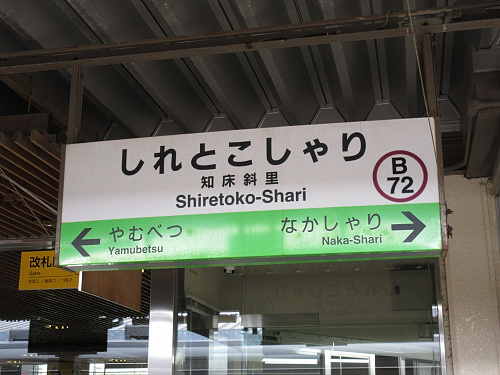 しれとこしゃり
知床斜里
Shiretoko-Shari
B
72
やむべつ
Yamubetsu
なかしゃり
Naka-Shari
改札
Gates